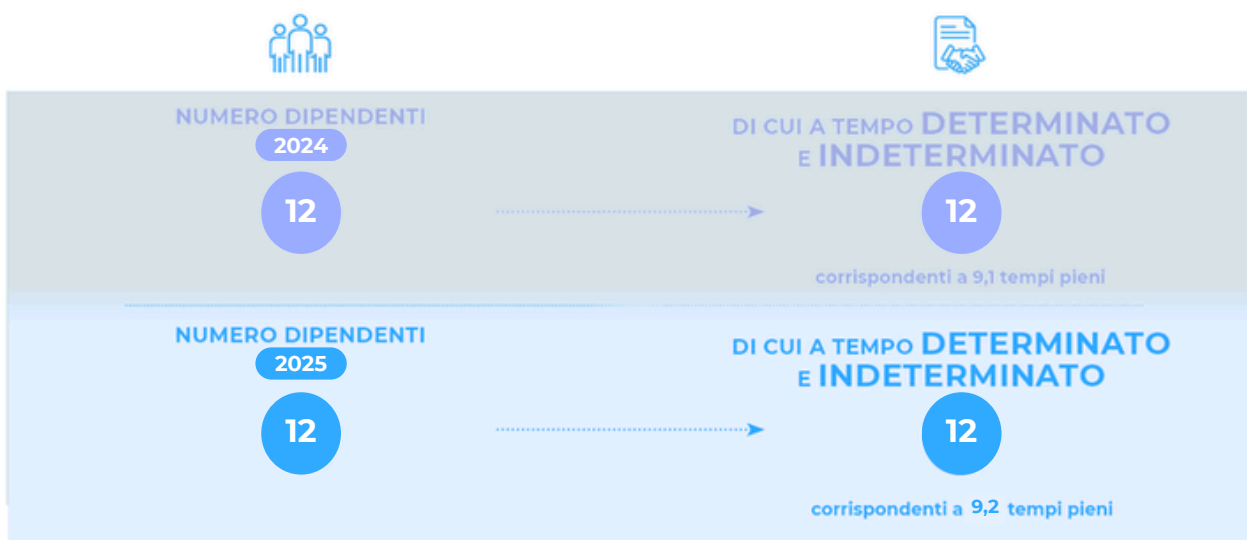 NUMERO DIPENDENTI
2024
12
DI CUI A TEMPO DETERMINATO
E INDETERMINATO
12
corrispondenti a 9,1 tempi pieni
NUMERO DIPENDENTI
2025
12
DI CUI A TEMPO DETERMINATO
E INDETERMINATO
12
corrispondenti a 9,2 tempi pieni